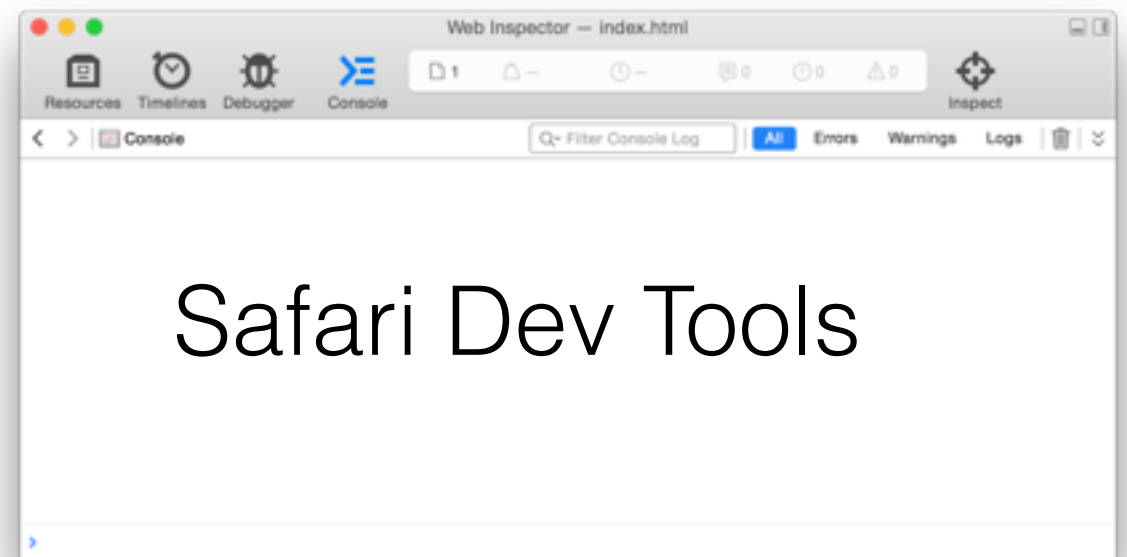 Web Inspector — index.html
1 — — 0 0 0
Resources Timelines Debugger Console Inspect
Console Filter Console Log All Errors Warnings Logs
Safari Dev Tools